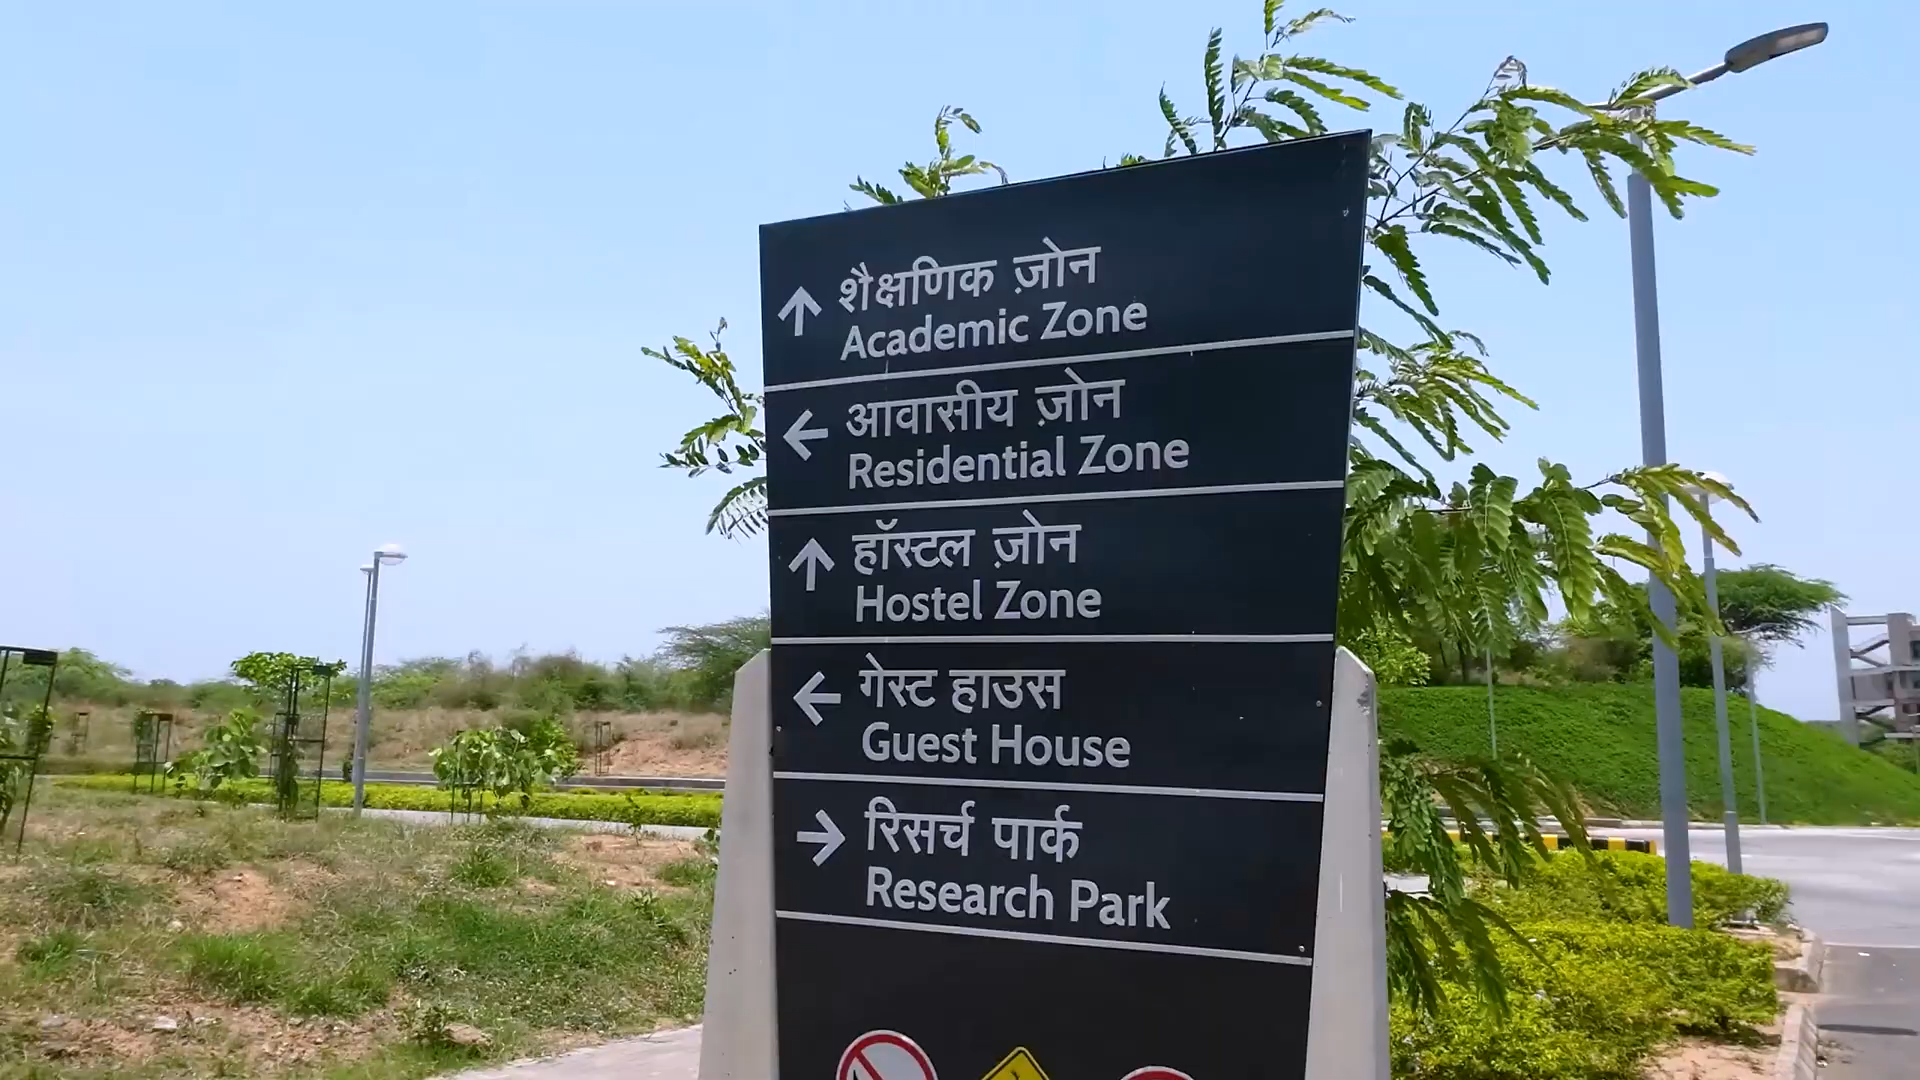 शैक्षणिक ज़ोन
Academic Zone
आवासीय ज़ोन
Residential Zone
हॉस्टल ज़ोन
Hostel Zone
गेस्ट हाउस
Guest House
रिसर्च पार्क
Research Park